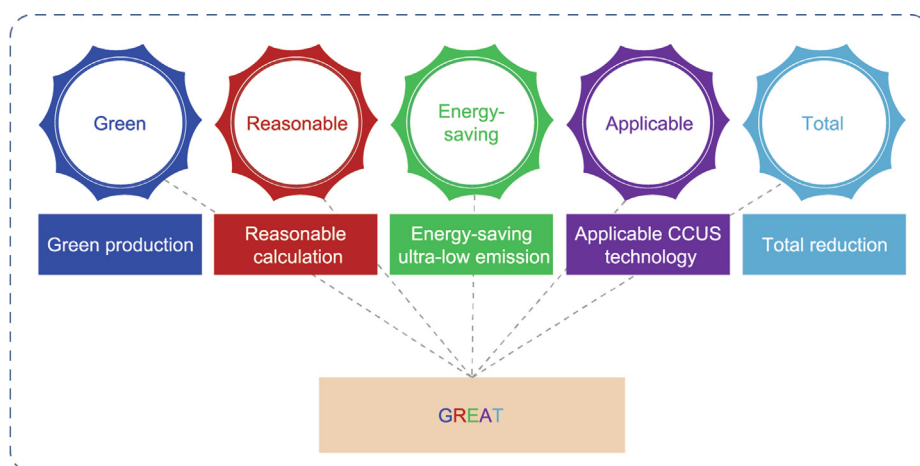 Green
Reasonable
Energy-
saving
Applicable
Total
Green production
Reasonable
calculation
Energy-saving
ultra-low emission
Applicable CCUS
technology
Total reduction
GREAT